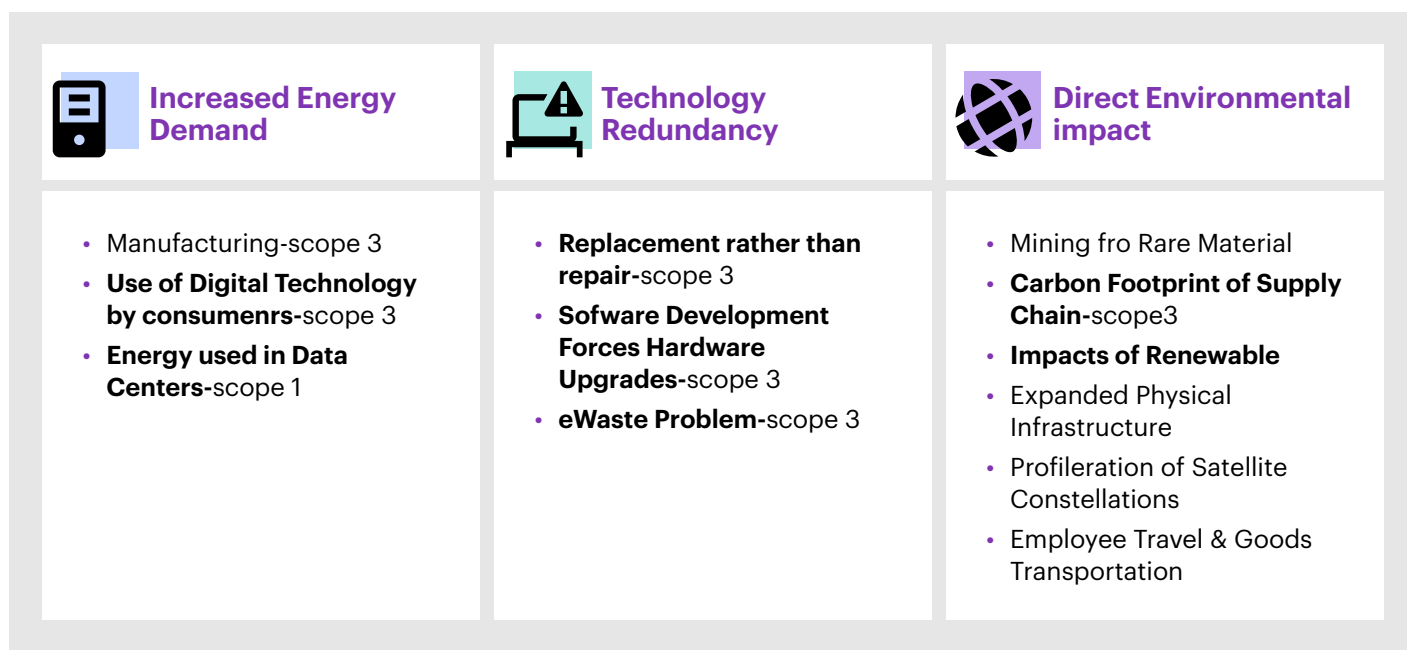 Increased Energy
Demand
Technology
Redundancy
Direct Environmental
impact
• Manufacturing-scope 3
• Use of Digital Technology
by consumenrs-scope 3
• Energy used in Data
Centers-scope 1
• Replacement rather than
repair-scope 3
• Sofware Development
Forces Hardware
Upgrades-scope 3
• eWaste Problem-scope 3
• Mining fro Rare Material
• Carbon Footprint of Supply
Chain-scope3
• Impacts of Renewable
• Expanded Physical
Infrastructure
• Profileration of Satellite
Constellations
• Employee Travel & Goods
Transportation